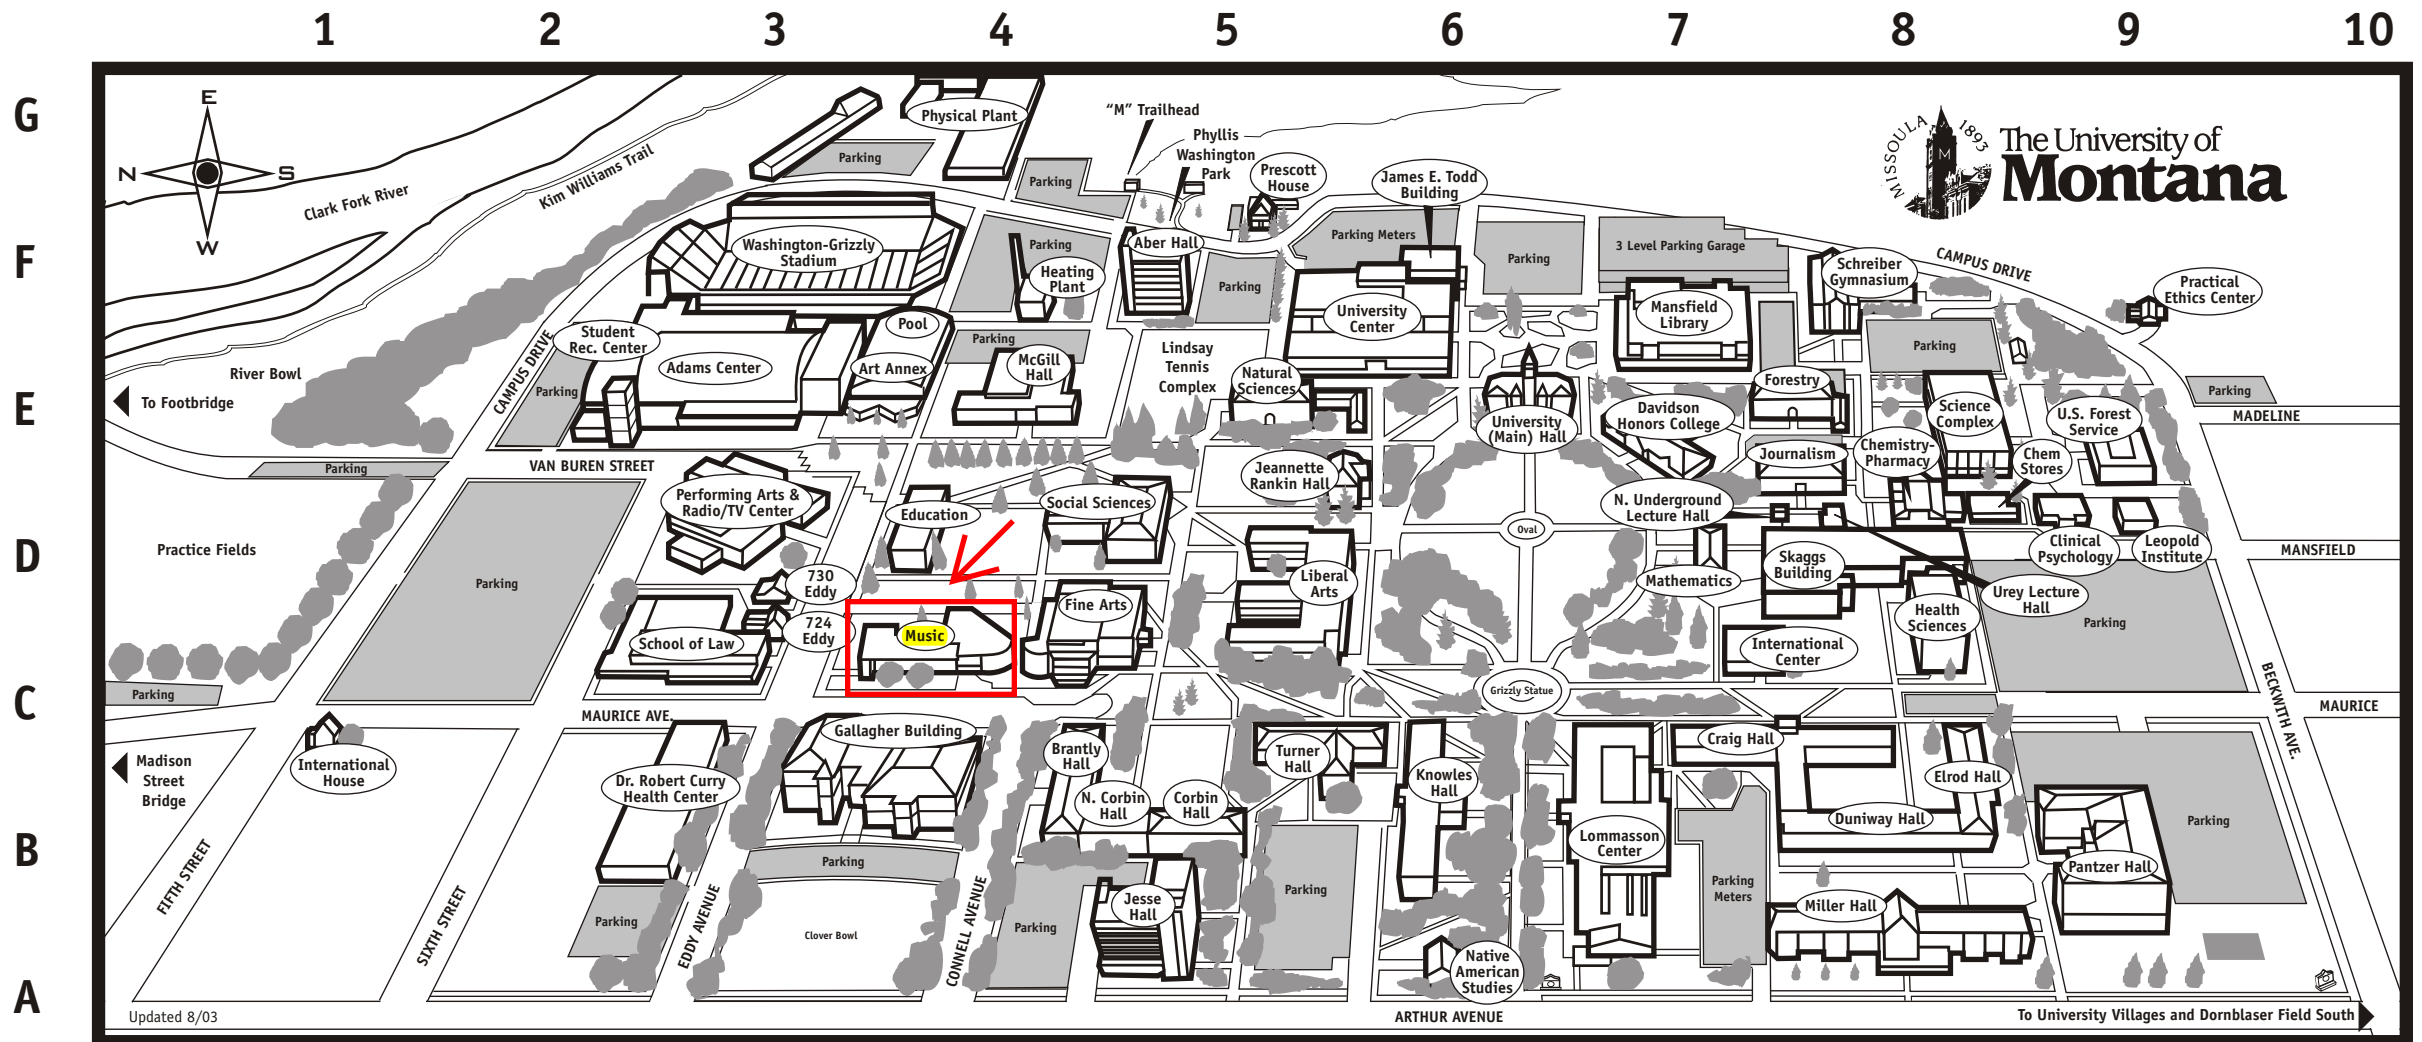 1 2 3 4 5 6 7 8 9 10
G
F
E
D
C
B
A
E
N
S
W
Clark Fork River
Kim Williams Trail
Physical Plant
Parking
"M" Trailhead
Phyllis
Washington
Park
Parking
Prescott
House
James E. Todd
Building
MISSOULA 1893
M
The University of
Montana
Washington-Grizzly
Stadium
Parking
Heating
Plant
Aber Hall
Parking
Parking Meters
Parking
3 Level Parking Garage
Schreiber
Gymnasium
CAMPUS DRIVE
Practical
Ethics Center
Student
Rec. Center
Pool
Adams Center
Art Annex
Parking
McGill
Hall
Lindsay
Tennis
Complex
University
Center
Mansfield
Library
Parking
River Bowl
To Footbridge
CAMPUS DRIVE
Parking
Natural
Sciences
University
(Main) Hall
Davidson
Honors College
Forestry
Science
Complex
U.S. Forest
Service
Parking
MADELINE
Parking
VAN BUREN STREET
Performing Arts &
Radio/TV Center
Education
Social Sciences
Jeannette
Rankin Hall
Journalism
Chemistry-
Pharmacy
Chem
Stores
N. Underground
Lecture Hall
Oval
Practice Fields
Parking
730
Eddy
Liberal
Arts
Mathematics
Skaggs
Building
Clinical
Psychology
Leopold
Institute
MANSFIELD
Urey Lecture
Hall
Health
Sciences
Parking
School of Law
724
Eddy
Music
Fine Arts
International
Center
Parking
Grizzly Statue
BECKWITH AVE.
MAURICE
MAURICE AVE.
Madison
Street
Bridge
International
House
Gallagher Building
Dr. Robert Curry
Health Center
Brantly
Hall
N. Corbin
Hall
Corbin
Hall
Turner
Hall
Knowles
Hall
Craig Hall
Elrod Hall
Duniway Hall
Lommasson
Center
Parking
Pantzer Hall
FIFTH STREET
SIXTH STREET
Parking
Parking
EDDY AVENUE
Clover Bowl
CONNELL AVENUE
Parking
Jesse
Hall
Parking
Parking
Meters
Miller Hall
Native
American
Studies
Updated 8/03
ARTHUR AVENUE
To University Villages and Dornblaser Field South